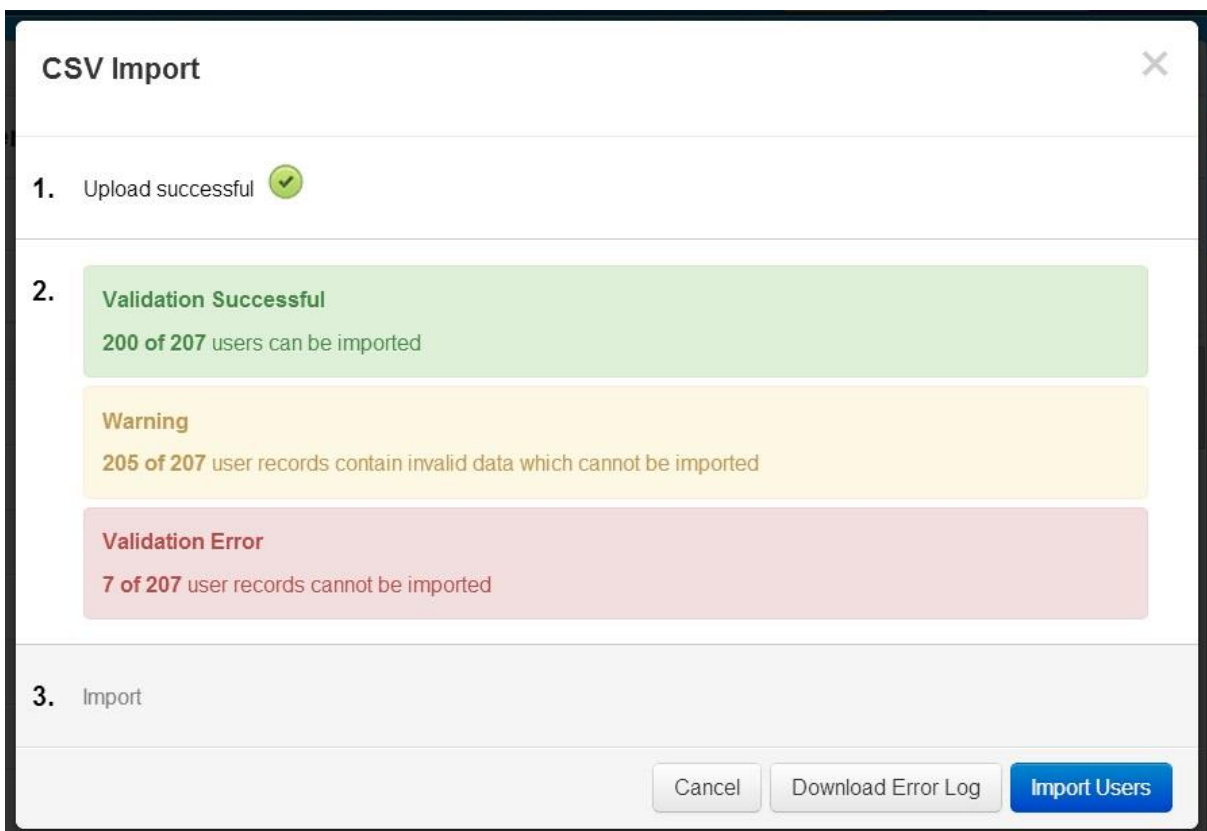 CSV Import
1. Upload successful
2. Validation Successful
200 of 207 users can be imported
Warning
205 of 207 user records contain invalid data which cannot be imported
Validation Error
7 of 207 user records cannot be imported
3. Import
Cancel Download Error Log Import Users